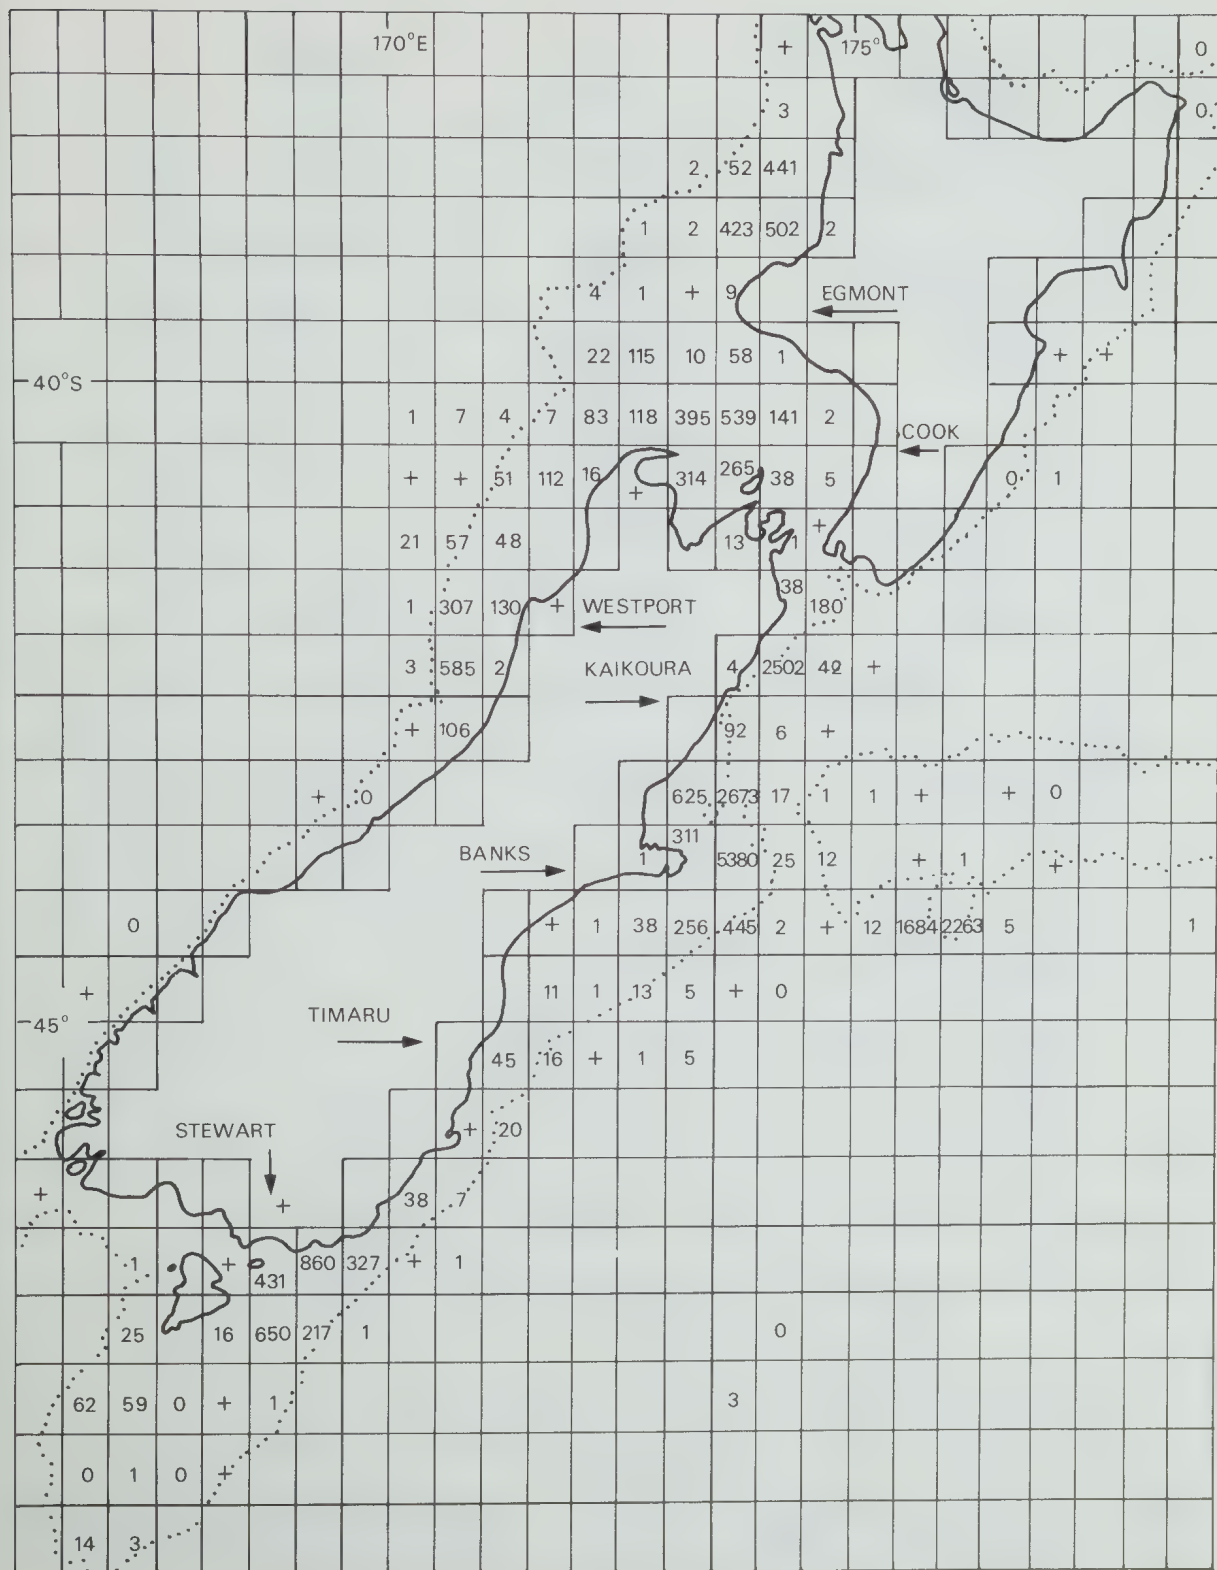 170°E 175° + 0
3 0
2 52 441
1 2 423 502 2
4 1 + 9 EGMONT
22 115 10 58 1 + +
40°S
1 7 4 7 83 118 395 539 141 2
COOK
+ + 51 112 16 + 314 265 38 5 0 1
21 57 48 13 1 +
38
1 307 130 + WESTPORT 180
3 585 2 KAIKOURA 4 2502 42 +
+ 106 92 6 +
+ 0 625 2673 17 1 1 + + 0
311
BANKS 1 5380 25 12 + 1 +
0 + 1 38 256 445 2 + 12 1684 2263 5 1
+ 11 1 13 5 + 0
45° TIMARU
45 16 + 1 5
STEWART + 20
+ + 38 7
1 + 431 860 327 + 1
25 16 650 217 1 0
62 59 0 + 1 3
0 1 0 +
14 3